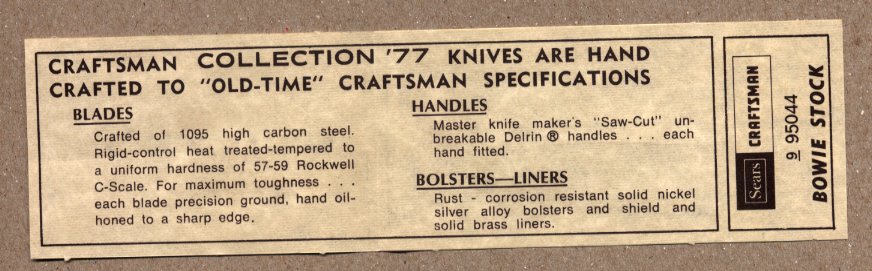 CRAFTSMAN COLLECTION '77 KNIVES ARE HAND
CRAFTED TO "OLD-TIME" CRAFTSMAN SPECIFICATIONS
BLADES
Crafted of 1095 high carbon steel.
Rigid-control heat treated-tempered to
a uniform hardness of 57-59 Rockwell
C-Scale. For maximum toughness . . .
each blade precision ground, hand oil-
honed to a sharp edge.
HANDLES
Master knife maker's "Saw-Cut" un-
breakable Delrin ® handles . . . each
hand fitted.
BOLSTERS—LINERS
Rust - corrosion resistant solid nickel
silver alloy bolsters and shield and
solid brass liners.
Sears CRAFTSMAN
9 95044
BOWIE STOCK